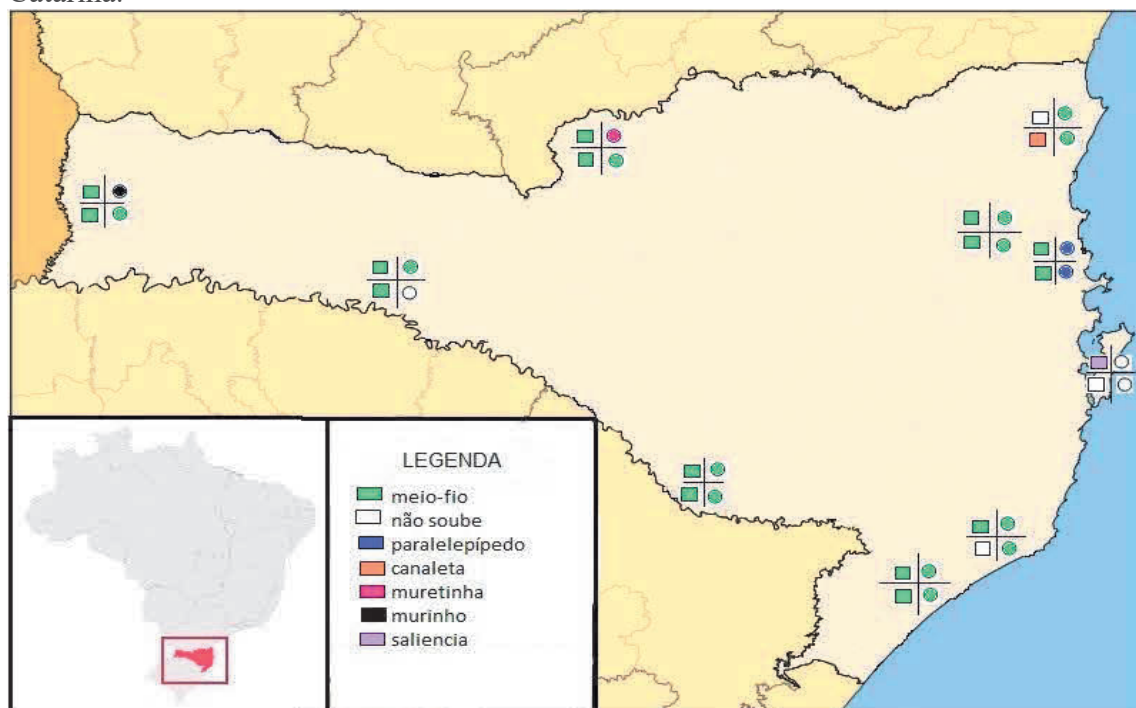 Catarina.
LEGENDA
meio-fio
não soube
paralelepípedo
canaleta
muretinha
murinho
saliencia